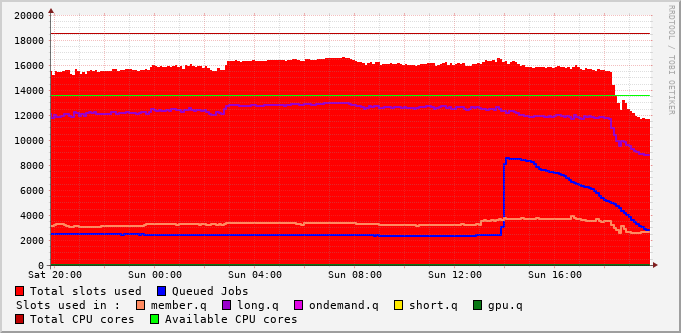 RRDTOOL / TOBI OETIKER
20000
18000
16000
14000
12000
10000
8000
6000
4000
2000
0
Sat 20:00 Sun 00:00 Sun 04:00 Sun 08:00 Sun 12:00 Sun 16:00
Total slots used Queued Jobs
Slots used in : member.q long.q ondemand.q short.q gpu.q
Total CPU cores Available CPU cores